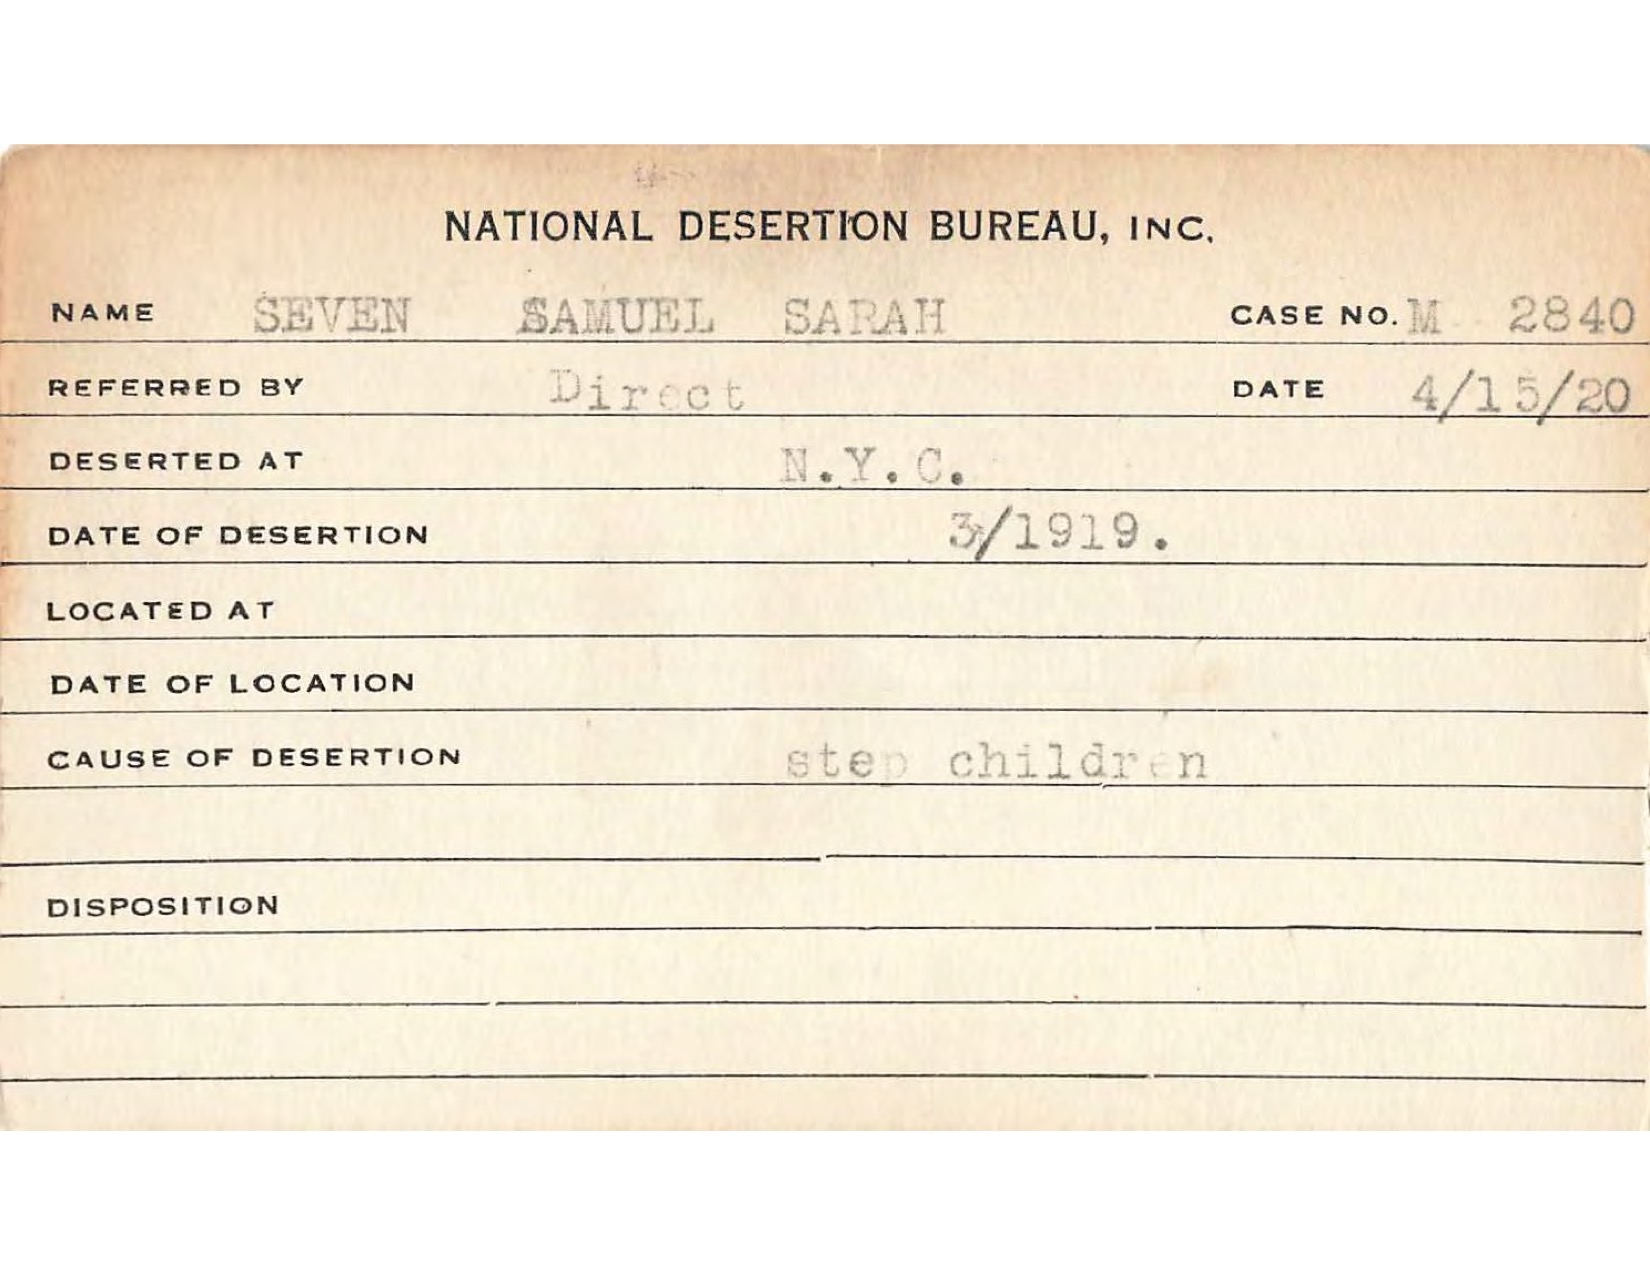 NATIONAL DESERTION BUREAU, INC.
NAME SEVEN SAMUEL SARAH CASE NO. M 2840
REFERRED BY Direct DATE 4/15/20
DESERTED AT N.Y.C.
DATE OF DESERTION 3/1919.
LOCATED AT
DATE OF LOCATION
CAUSE OF DESERTION step children
DISPOSITION